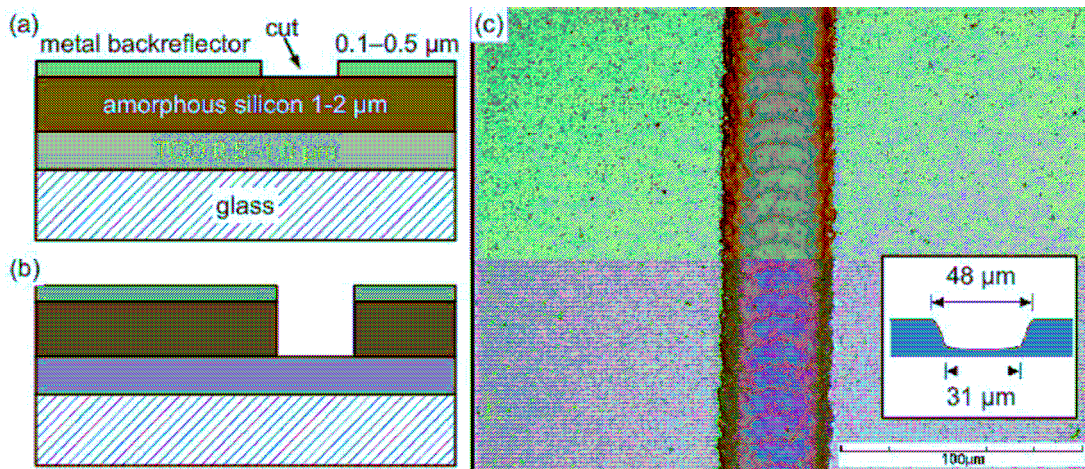 (a)
cut
metal backreflector
0.1–0.5 µm
amorphous silicon 1-2 µm
glass
(b)
(c)
48 µm
31 µm
100µm